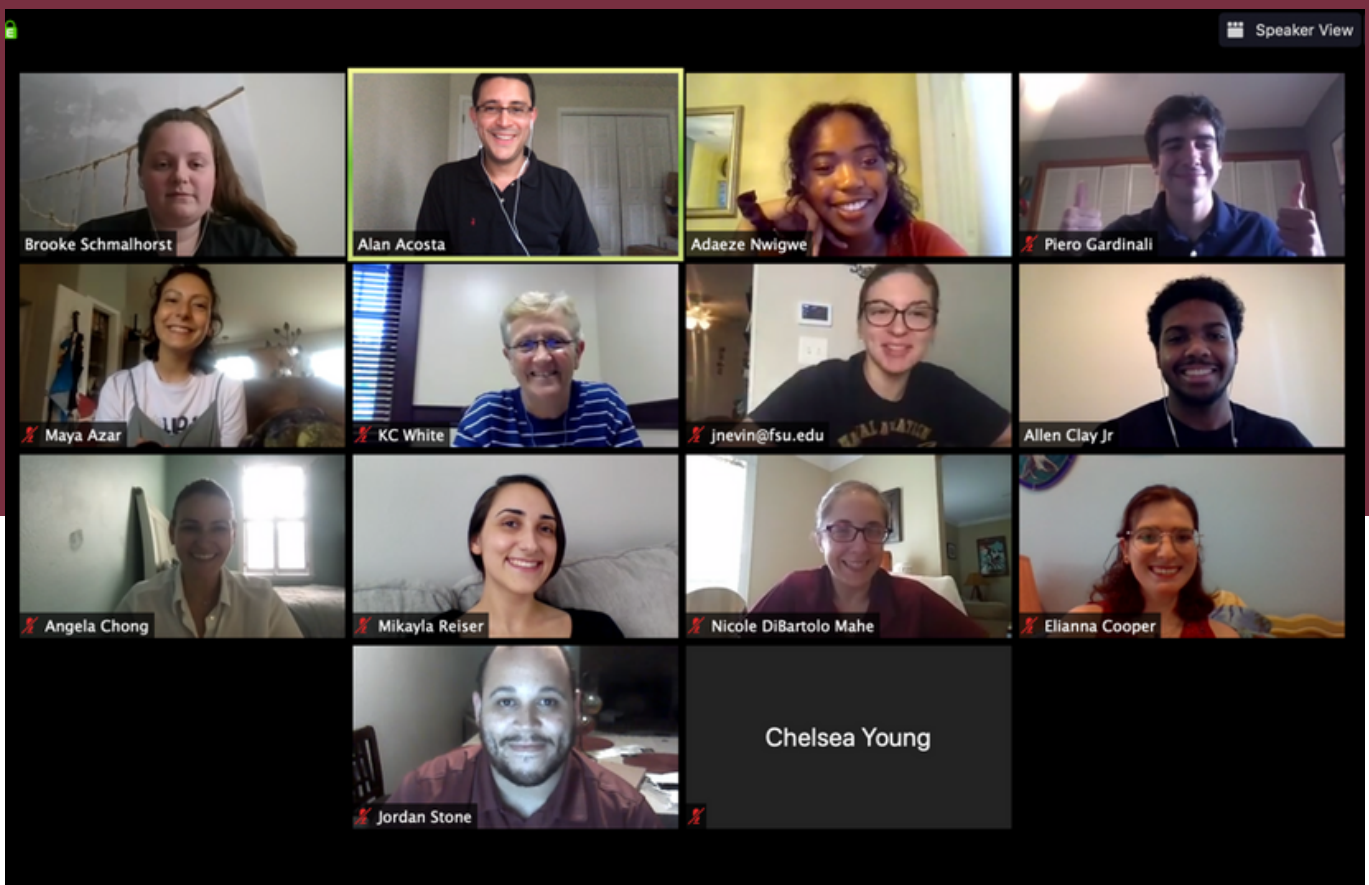 Speaker View
Brooke Schmalhorst
Alan Acosta
Adaeze Nwigwe
Piero Gardinali
Maya Azar
KC White
jnevin@fsu.edu
Allen Clay Jr
Angela Chong
Mikayla Reiser
Nicole DiBartolo Mahe
Elianna Cooper
Jordan Stone
Chelsea Young